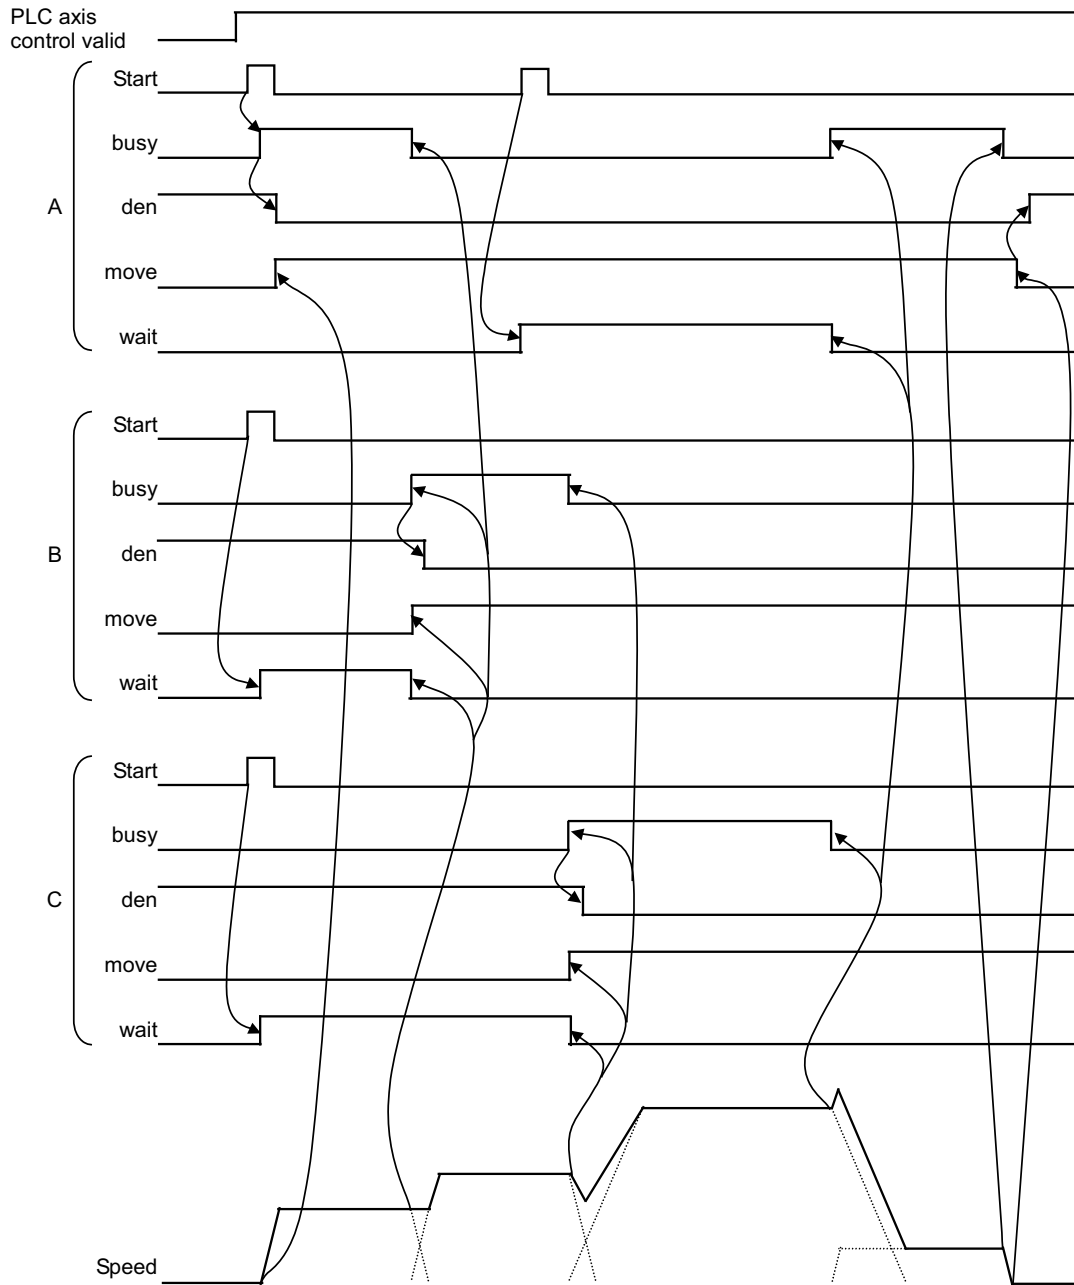 PLC axis
control valid
Start
busy
den
A
move
wait
Start
busy
den
B
move
wait
Start
busy
den
C
move
wait
Speed